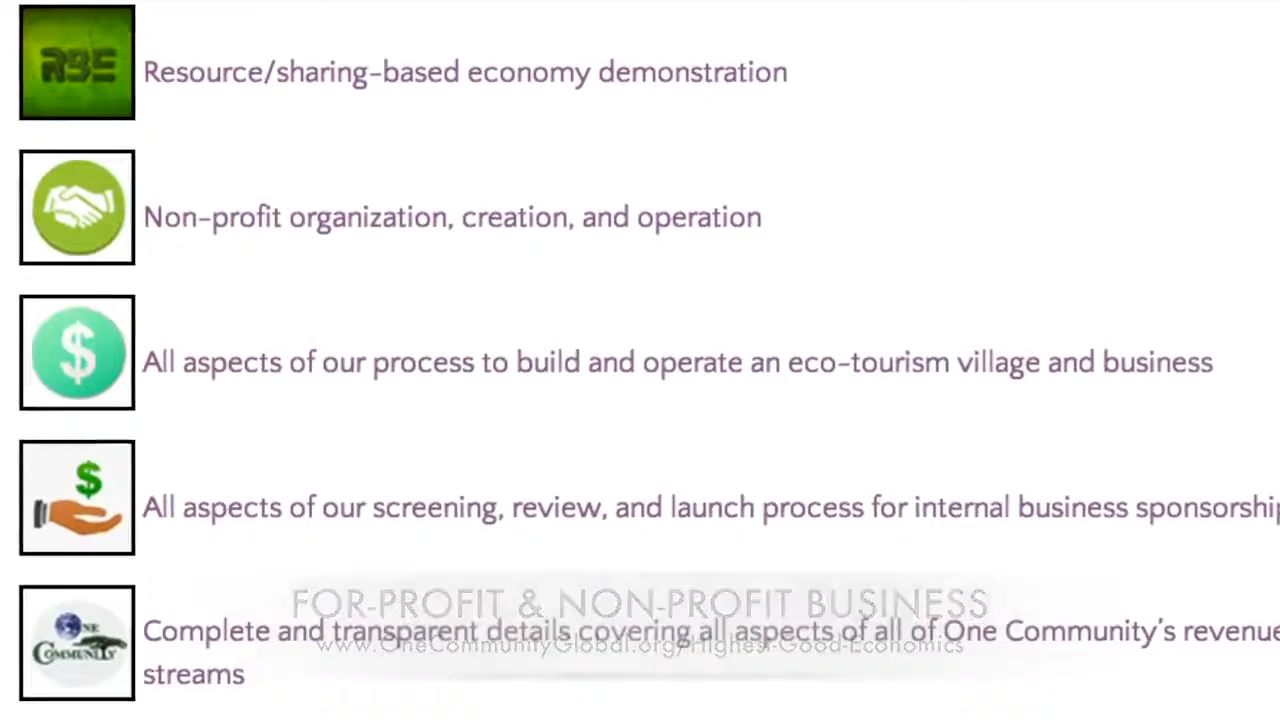 RBE
Resource/sharing-based economy demonstration
Non-profit organization, creation, and operation
$
All aspects of our process to build and operate an eco-tourism village and business
$
All aspects of our screening, review, and launch process for internal business sponsorship
FOR-PROFIT & NON-PROFIT BUSINESS
ONE
COMMUNITY
Complete and transparent details covering all aspects of all of One Community's revenue
www.OneCommunityGlobal.org/Highest-Good-Economics
streams